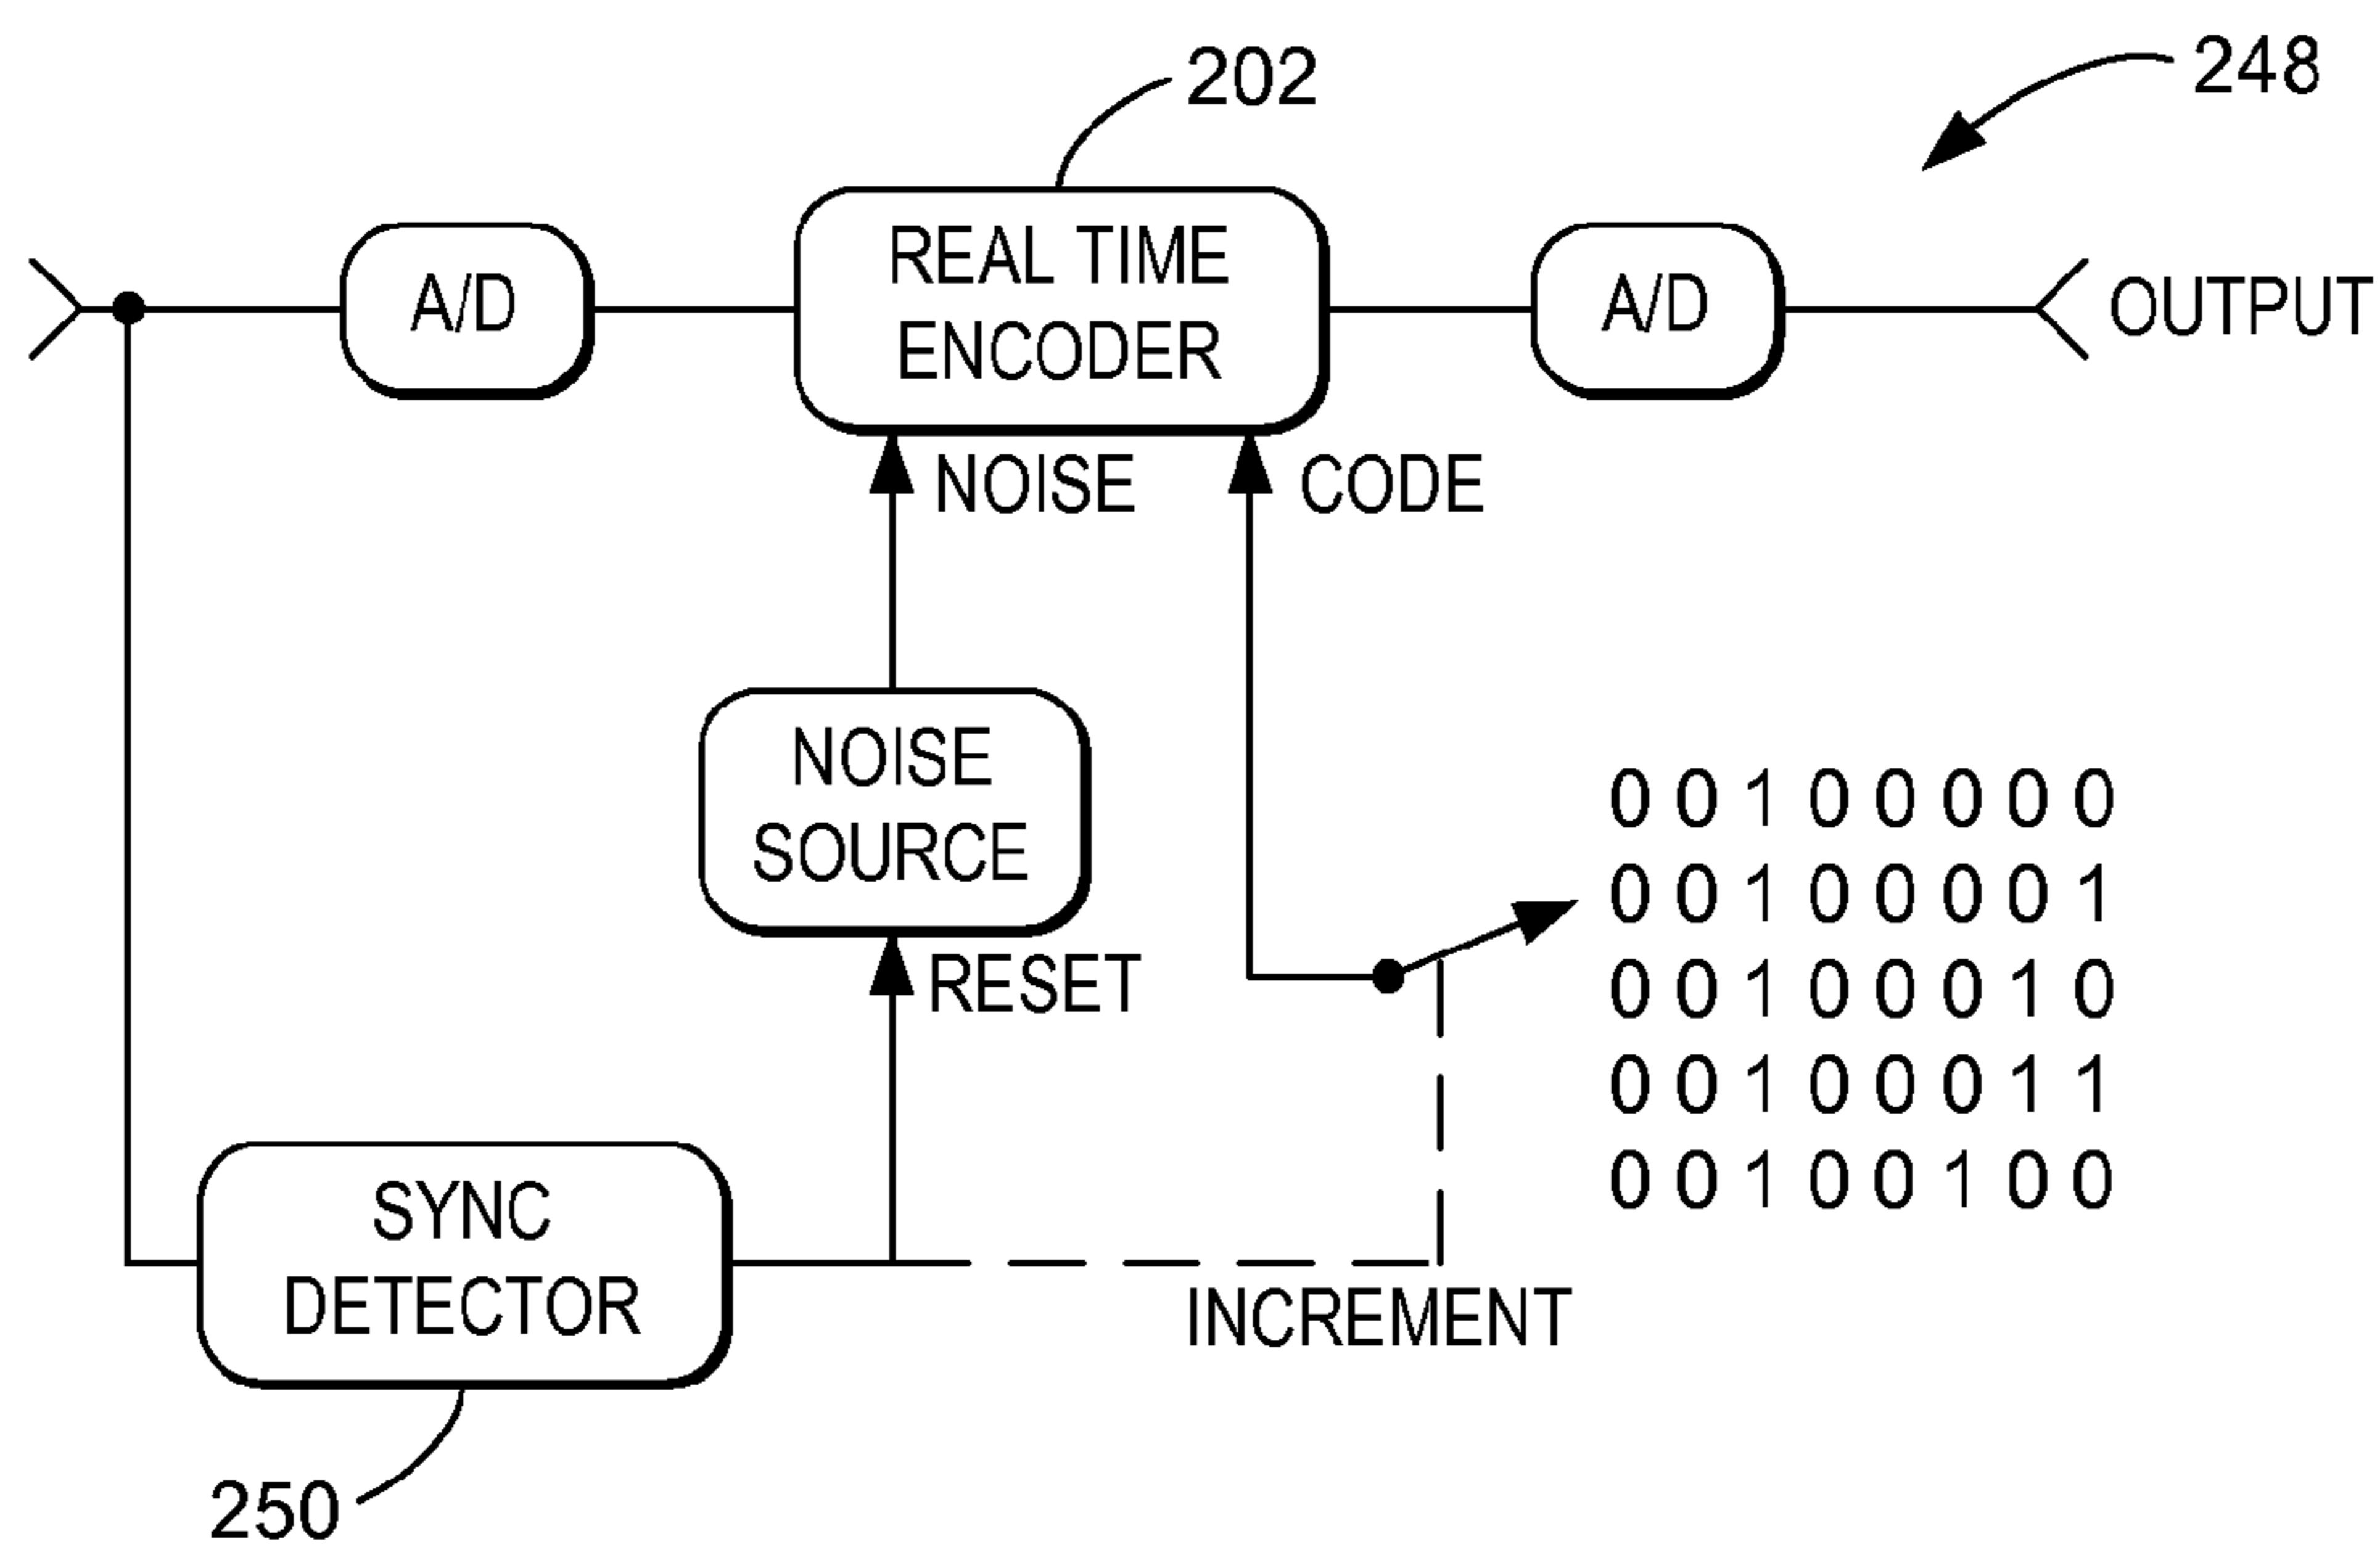 202
248
A/D
REAL TIME
ENCODER
A/D
OUTPUT
NOISE
CODE
NOISE
SOURCE
RESET
0 0 1 0 0 0 0 0
0 0 1 0 0 0 0 1
0 0 1 0 0 0 1 0
0 0 1 0 0 0 1 1
0 0 1 0 0 1 0 0
SYNC
DETECTOR
INCREMENT
250